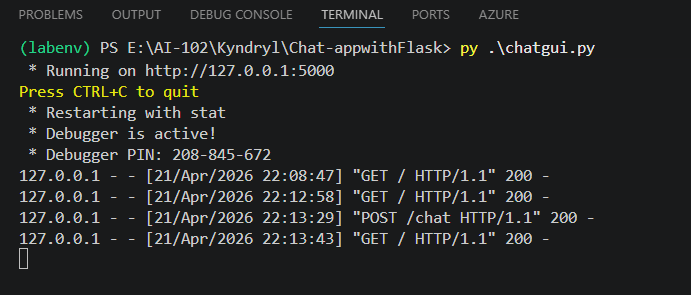 PROBLEMS OUTPUT DEBUG CONSOLE TERMINAL PORTS AZURE
(labenv) PS E:\AI-102\Kyndryl\Chat-appwithFlask> py .\chatgui.py
 * Running on http://127.0.0.1:5000
Press CTRL+C to quit
 * Restarting with stat
 * Debugger is active!
 * Debugger PIN: 208-845-672
127.0.0.1 - - [21/Apr/2026 22:08:47] "GET / HTTP/1.1" 200 -
127.0.0.1 - - [21/Apr/2026 22:12:58] "GET / HTTP/1.1" 200 -
127.0.0.1 - - [21/Apr/2026 22:13:29] "POST /chat HTTP/1.1" 200 -
127.0.0.1 - - [21/Apr/2026 22:13:43] "GET / HTTP/1.1" 200 -